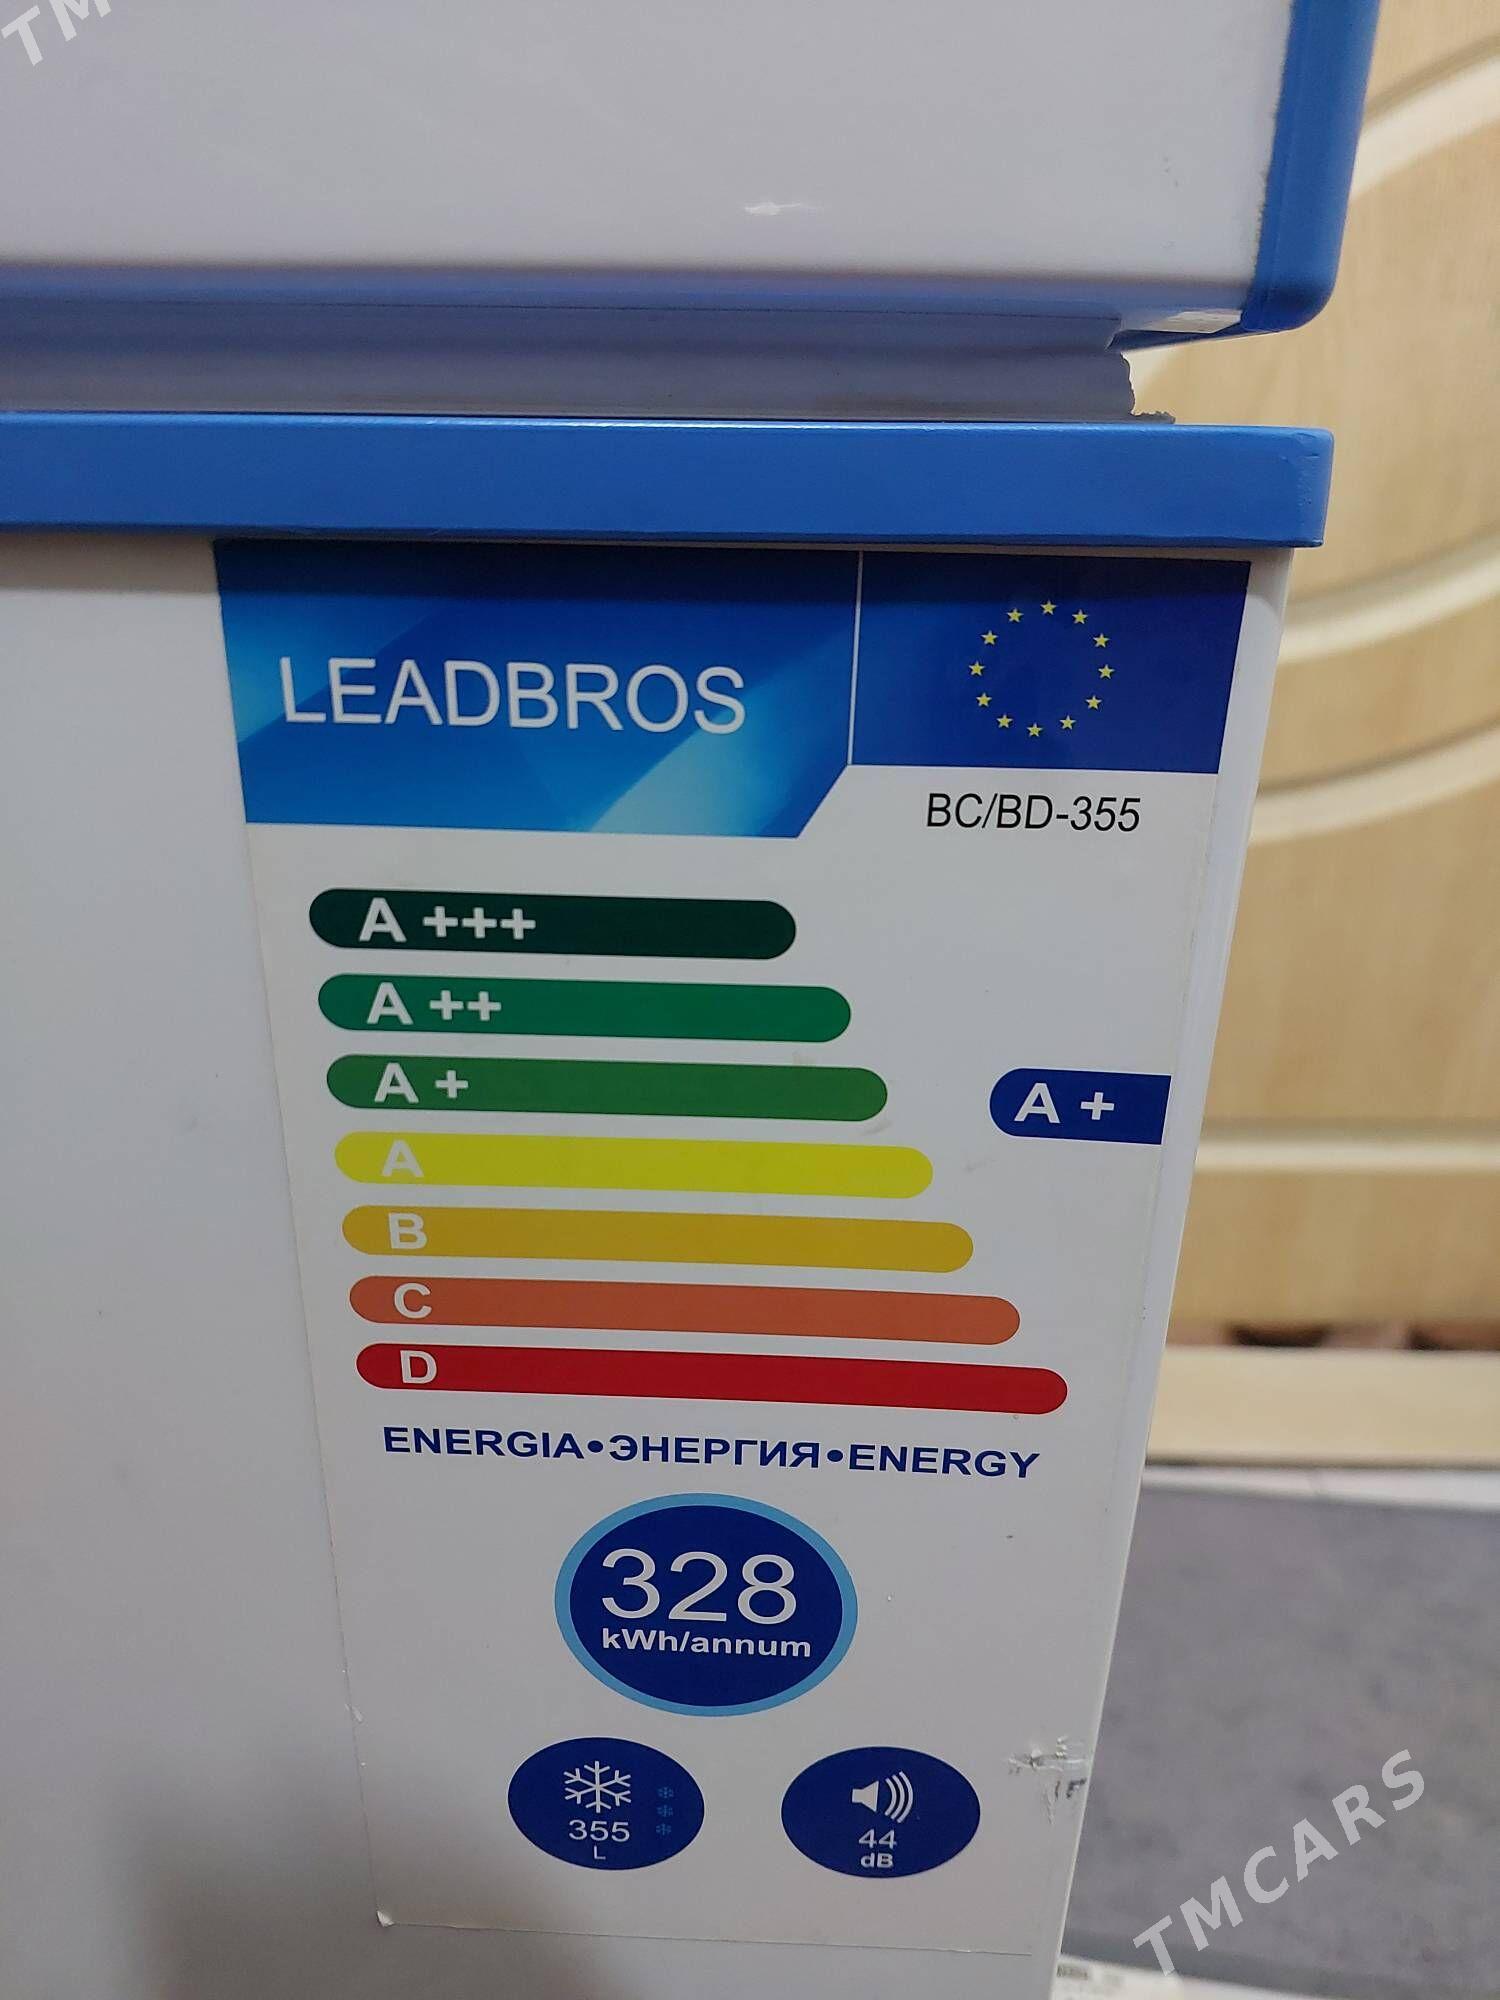 TM
LEADBROS
BC/BD-355
A +++
A ++
A +
A +
A
B
C
D
ENERGIA•ЭНЕРГИЯ•ENERGY
328
kWh/annum
355
L
44
dB
TMCARS